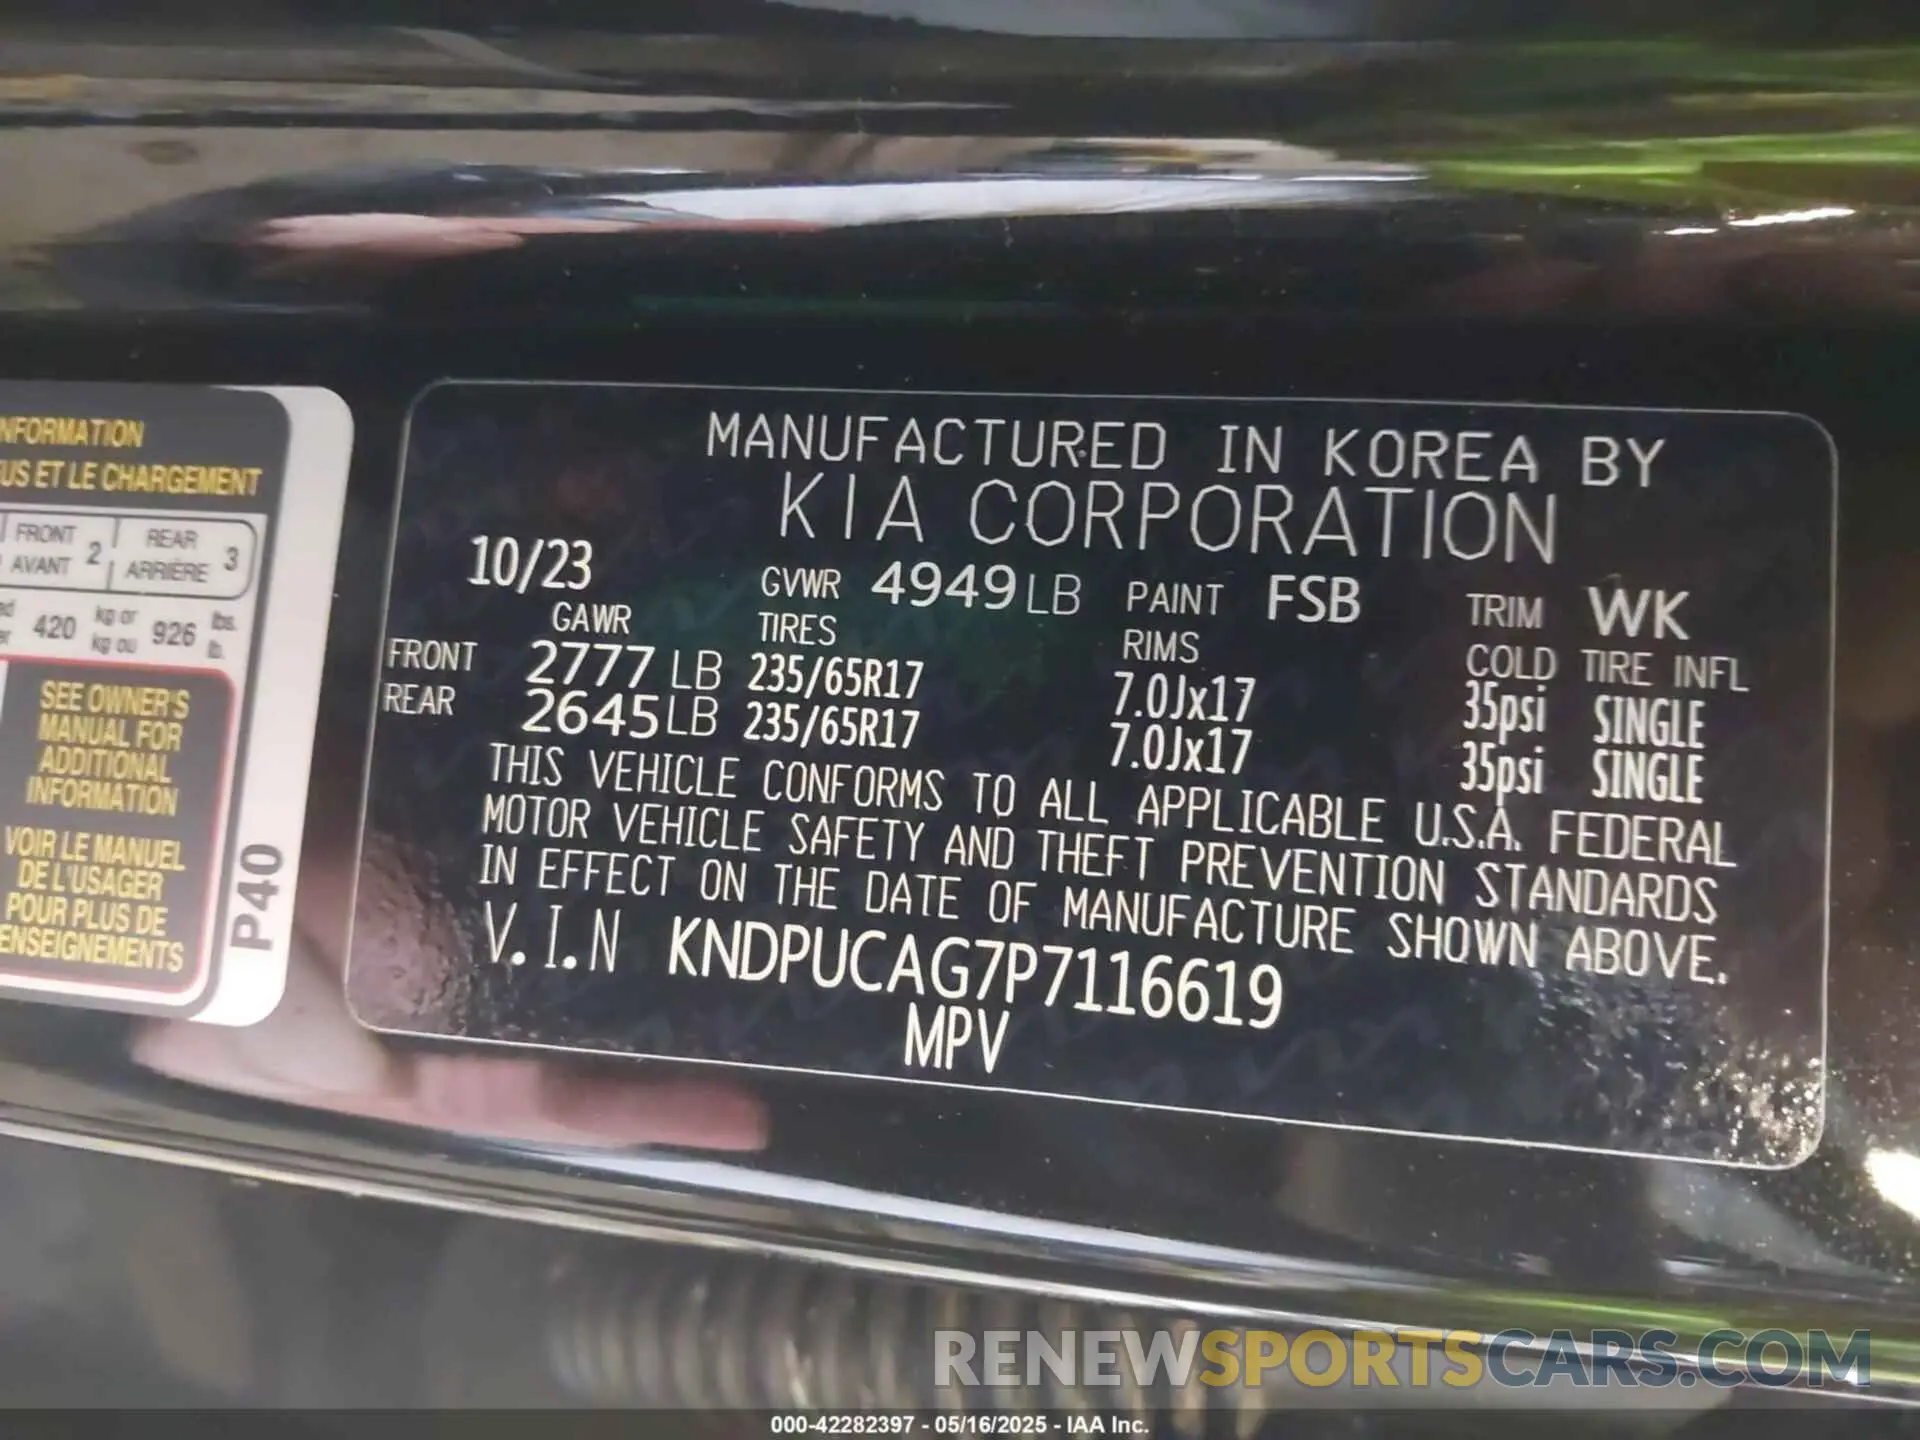 NFORMATION
US ET LE CHARGEMENT
FRONT 2 REAR 3
AVANT ARRIÈRE
420 kg or 926 lbs.
kg ou lb.
SEE OWNER'S
MANUAL FOR
ADDITIONAL
INFORMATION
VOIR LE MANUEL
DE L'USAGER
POUR PLUS DE
ENSEIGNEMENTS
P40
MANUFACTURED IN KOREA BY
KIA CORPORATION
10/23 GVWR 4949 LB PAINT FSB TRIM WK
GAWR TIRES RIMS COLD TIRE INFL
FRONT 2777 LB 235/65R17 7.0Jx17 35psi SINGLE
REAR 2645 LB 235/65R17 7.0Jx17 35psi SINGLE
THIS VEHICLE CONFORMS TO ALL APPLICABLE U.S.A. FEDERAL
MOTOR VEHICLE SAFETY AND THEFT PREVENTION STANDARDS
IN EFFECT ON THE DATE OF MANUFACTURE SHOWN ABOVE.
V.I.N KNDPUCAG7P7116619
MPV
RENEWSPORTSCARS.COM
000-42282397 - 05/16/2025 - IAA Inc.